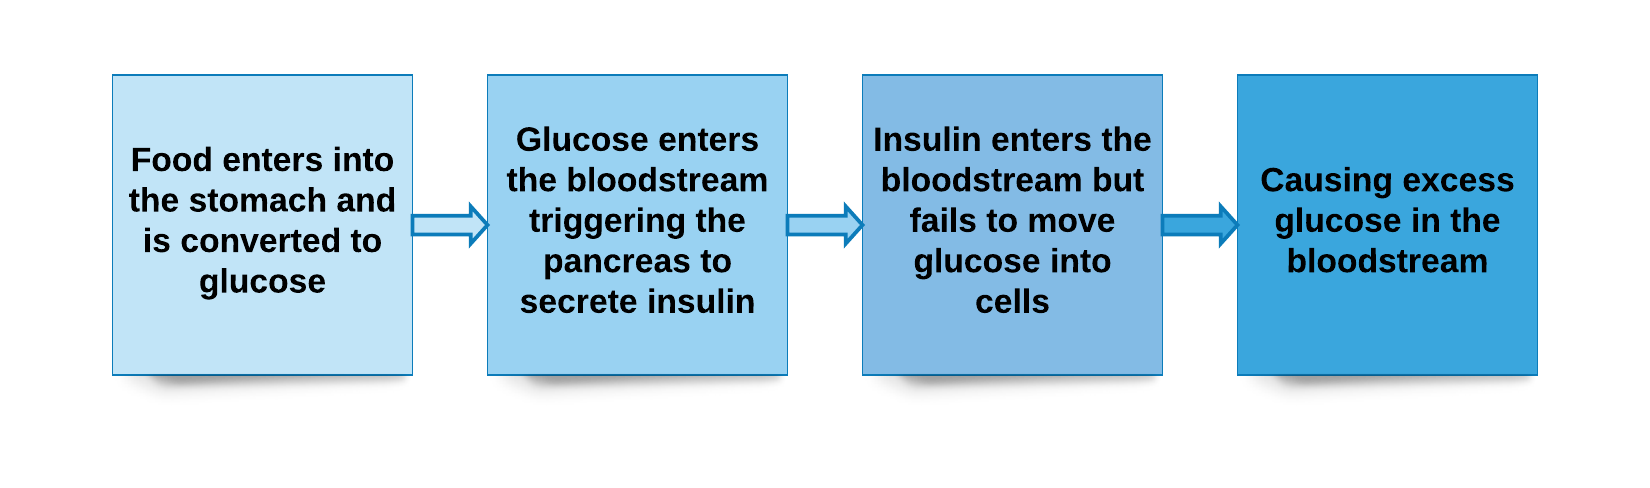 Food enters into
the stomach and
is converted to
glucose
Glucose enters
the bloodstream
triggering the
pancreas to
secrete insulin
Insulin enters the
bloodstream but
fails to move
glucose into
cells
Causing excess
glucose in the
bloodstream